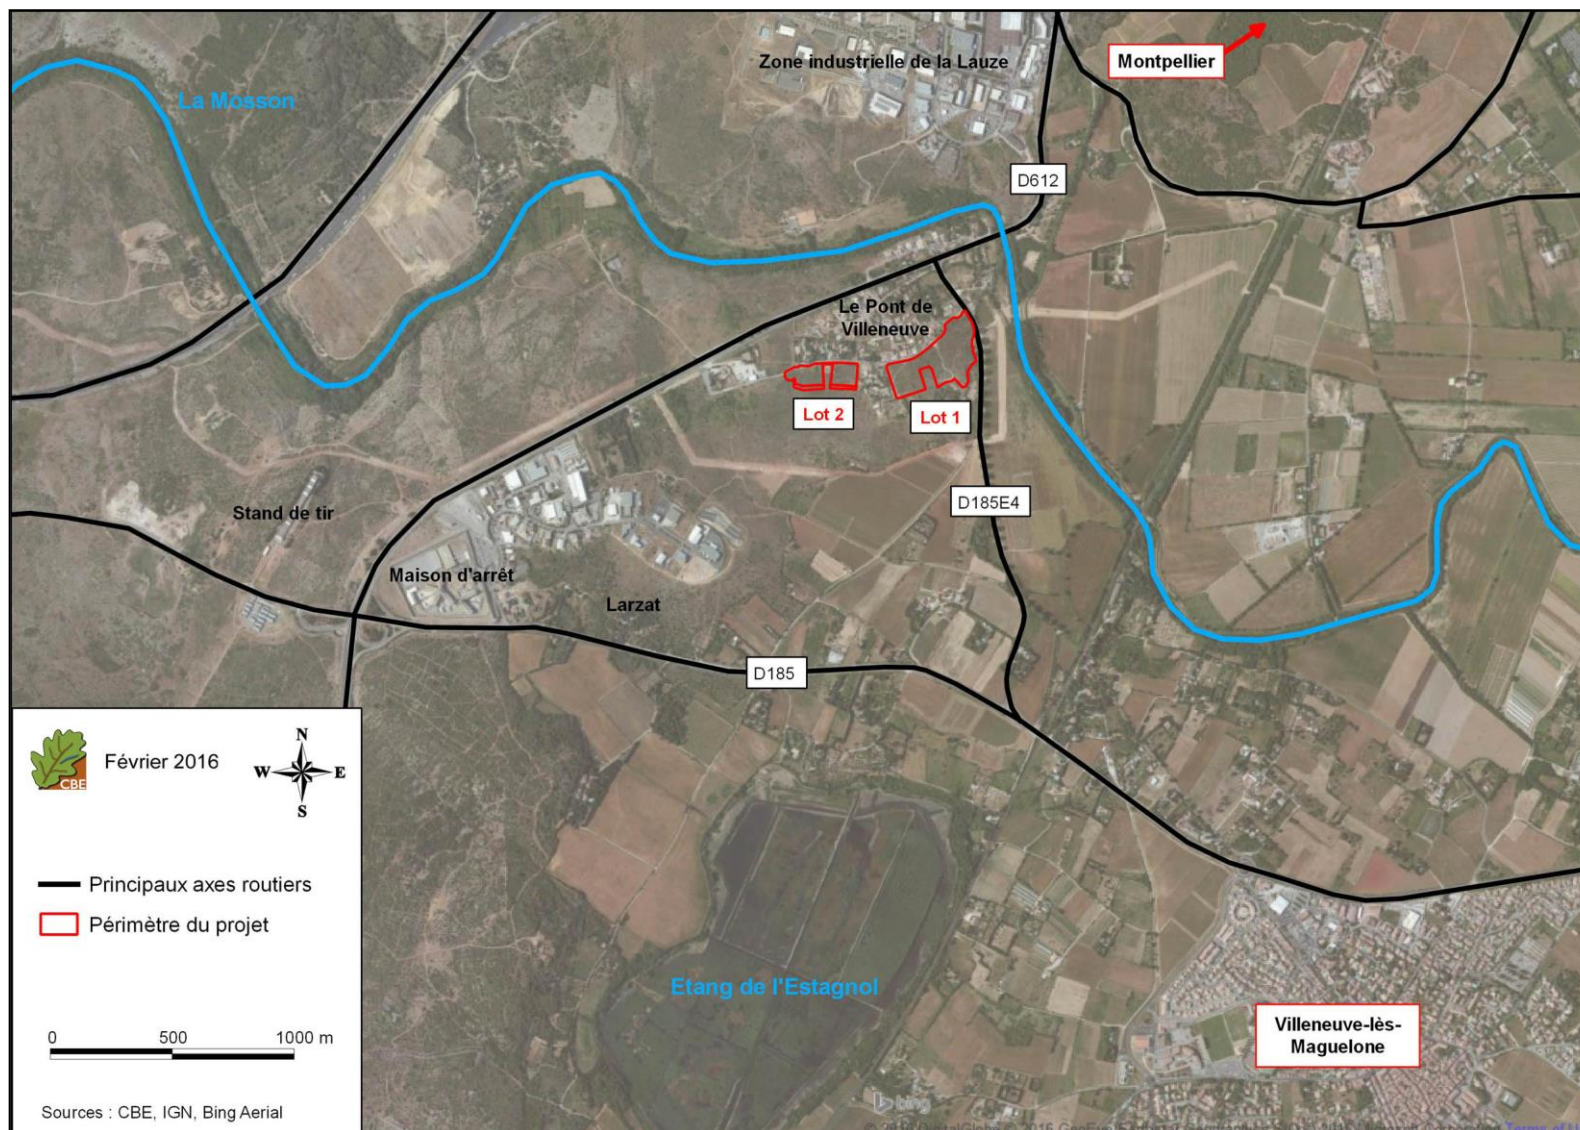 Zone industrielle de la Lauze
Montpellier
La Mosson
D612
Le Pont de
Villeneuve
Lot 2
Lot 1
D185E4
Stand de tir
Maison d'arrêt
Larzat
D185
Etang de l'Estagnol
Villeneuve-lès-
Maguelone
CBE
Février 2016
N
W
E
S
Principaux axes routiers
Périmètre du projet
0 500 1000 m
Sources : CBE, IGN, Bing Aerial
bing